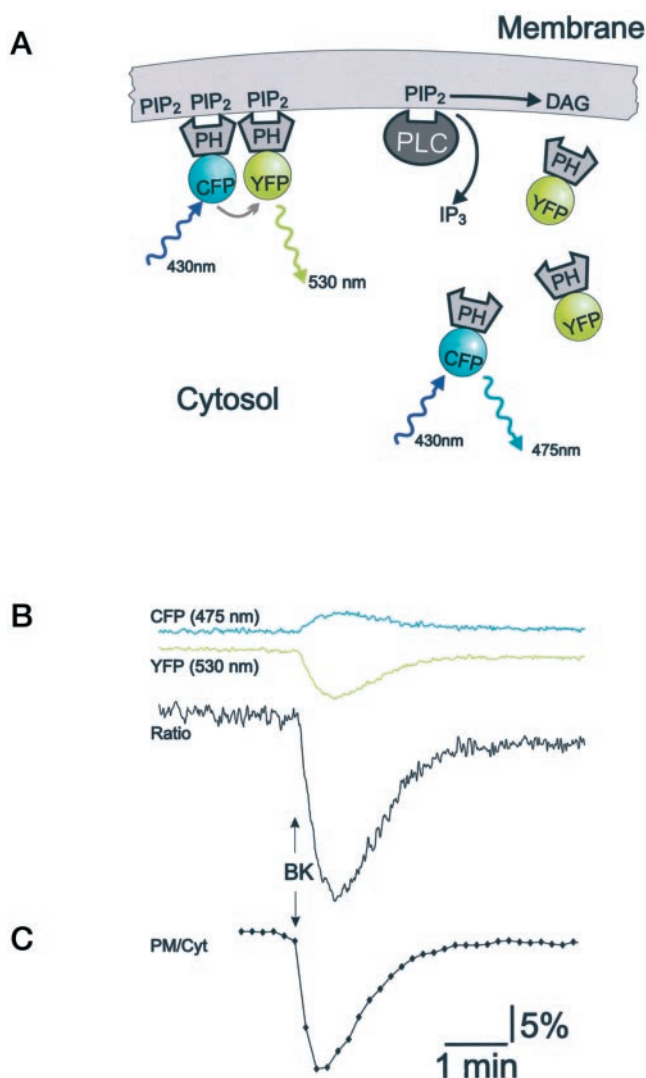 Membrane
A
PIP₂ PIP₂ PIP₂
PIP₂
DAG
PH
PH
PLC
PH
CFP
YFP
YFP
IP₃
430nm
530 nm
PH
YFP
PH
CFP
Cytosol
430nm
475nm
B
CFP (475 nm)
YFP (530 nm)
Ratio
BK
C
PM/Cyt
5%
1 min